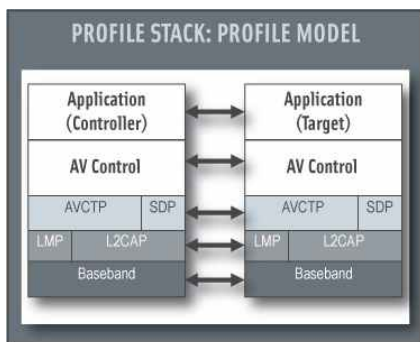 PROFILE STACK: PROFILE MODEL
Application
(Controller)
AV Control
AVCTP SDP
LMP L2CAP
Baseband
Application
(Target)
AV Control
AVCTP SDP
LMP L2CAP
Baseband